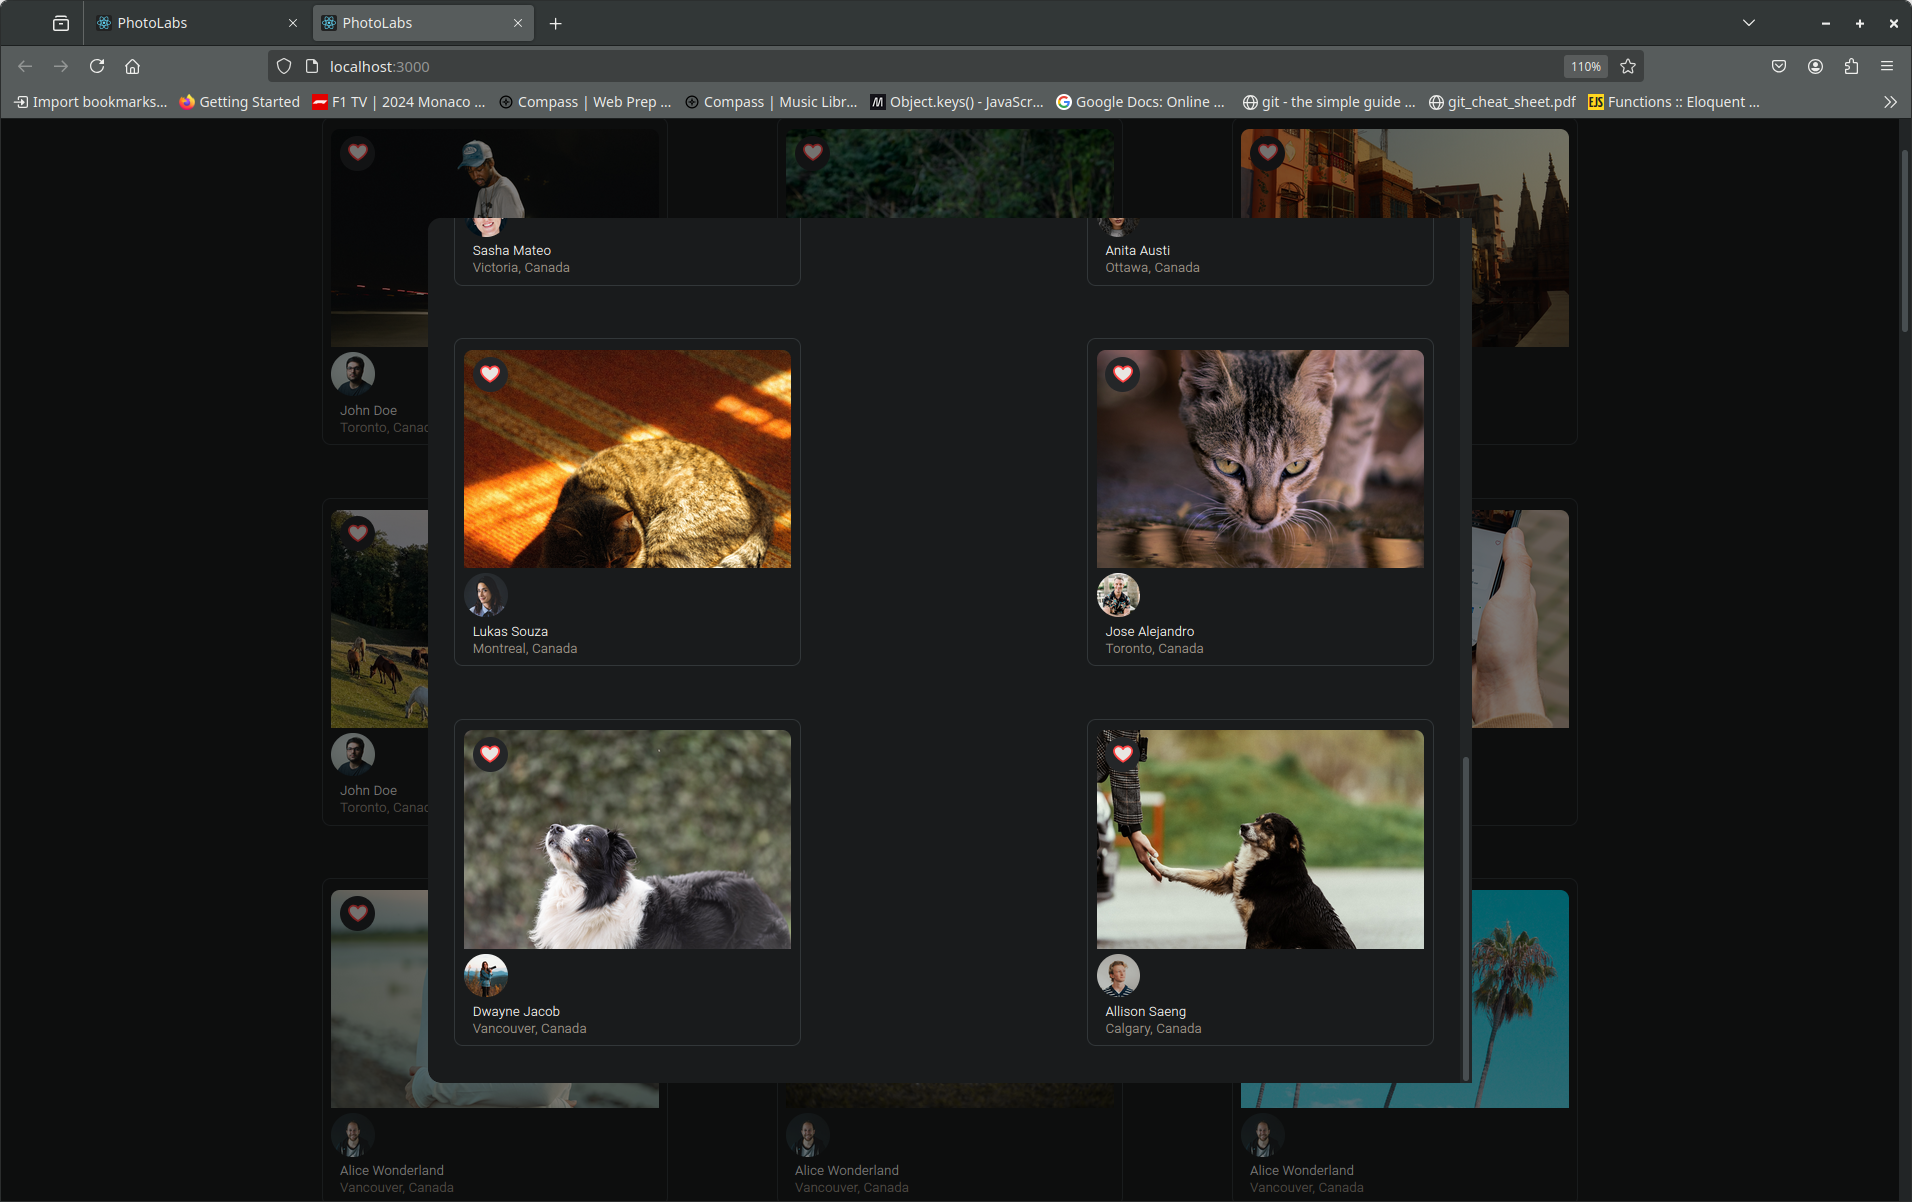 PhotoLabs
PhotoLabs
localhost:3000
110%
Import bookmarks...
Getting Started
F1 TV | 2024 Monaco ...
Compass | Web Prep ...
Compass | Music Libr...
Object.keys() - JavaScr...
Google Docs: Online ...
git - the simple guide ...
git_cheat_sheet.pdf
EJS
Functions :: Eloquent ...
Sasha Mateo
Victoria, Canada
Anita Austi
Ottawa, Canada
John Doe
Toronto, Canad
Lukas Souza
Montreal, Canada
Jose Alejandro
Toronto, Canada
John Doe
Toronto, Canad
Dwayne Jacob
Vancouver, Canada
Allison Saeng
Calgary, Canada
Alice Wonderland
Vancouver, Canada
Alice Wonderland
Vancouver, Canada
Alice Wonderland
Vancouver, Canada